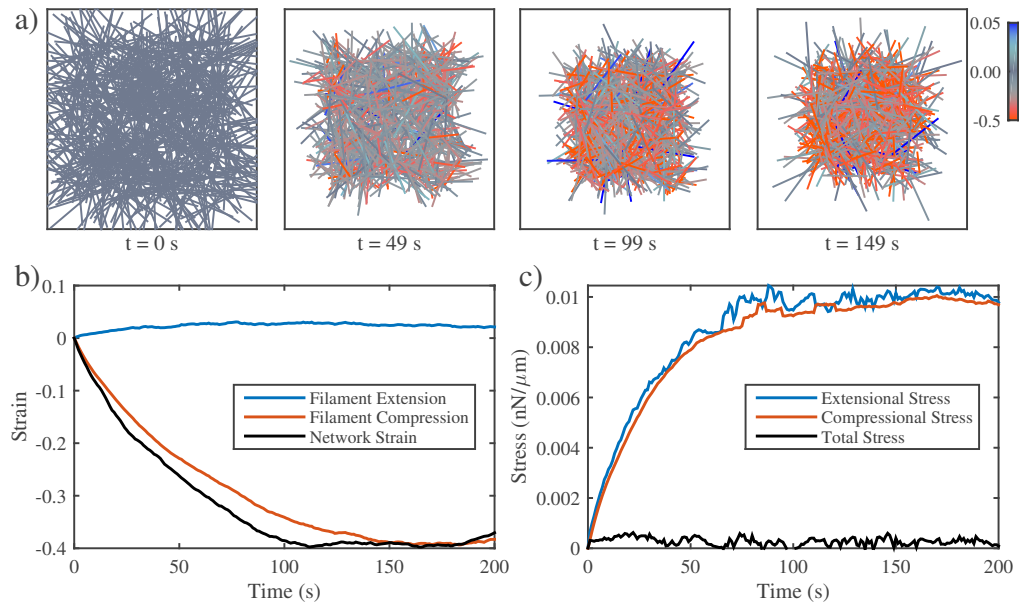 a)
0.05
0.00
-0.5
t = 0 s
t = 49 s
t = 99 s
t = 149 s
b)
0.1
0
-0.1
-0.2
-0.3
-0.4
Strain
Filament Extension
Filament Compression
Network Strain
0
50
100
150
200
Time (s)
c)
0.01
0.008
0.006
0.004
0.002
0
Stress (nN/μm)
Extensional Stress
Compressional Stress
Total Stress
0
50
100
150
200
Time (s)